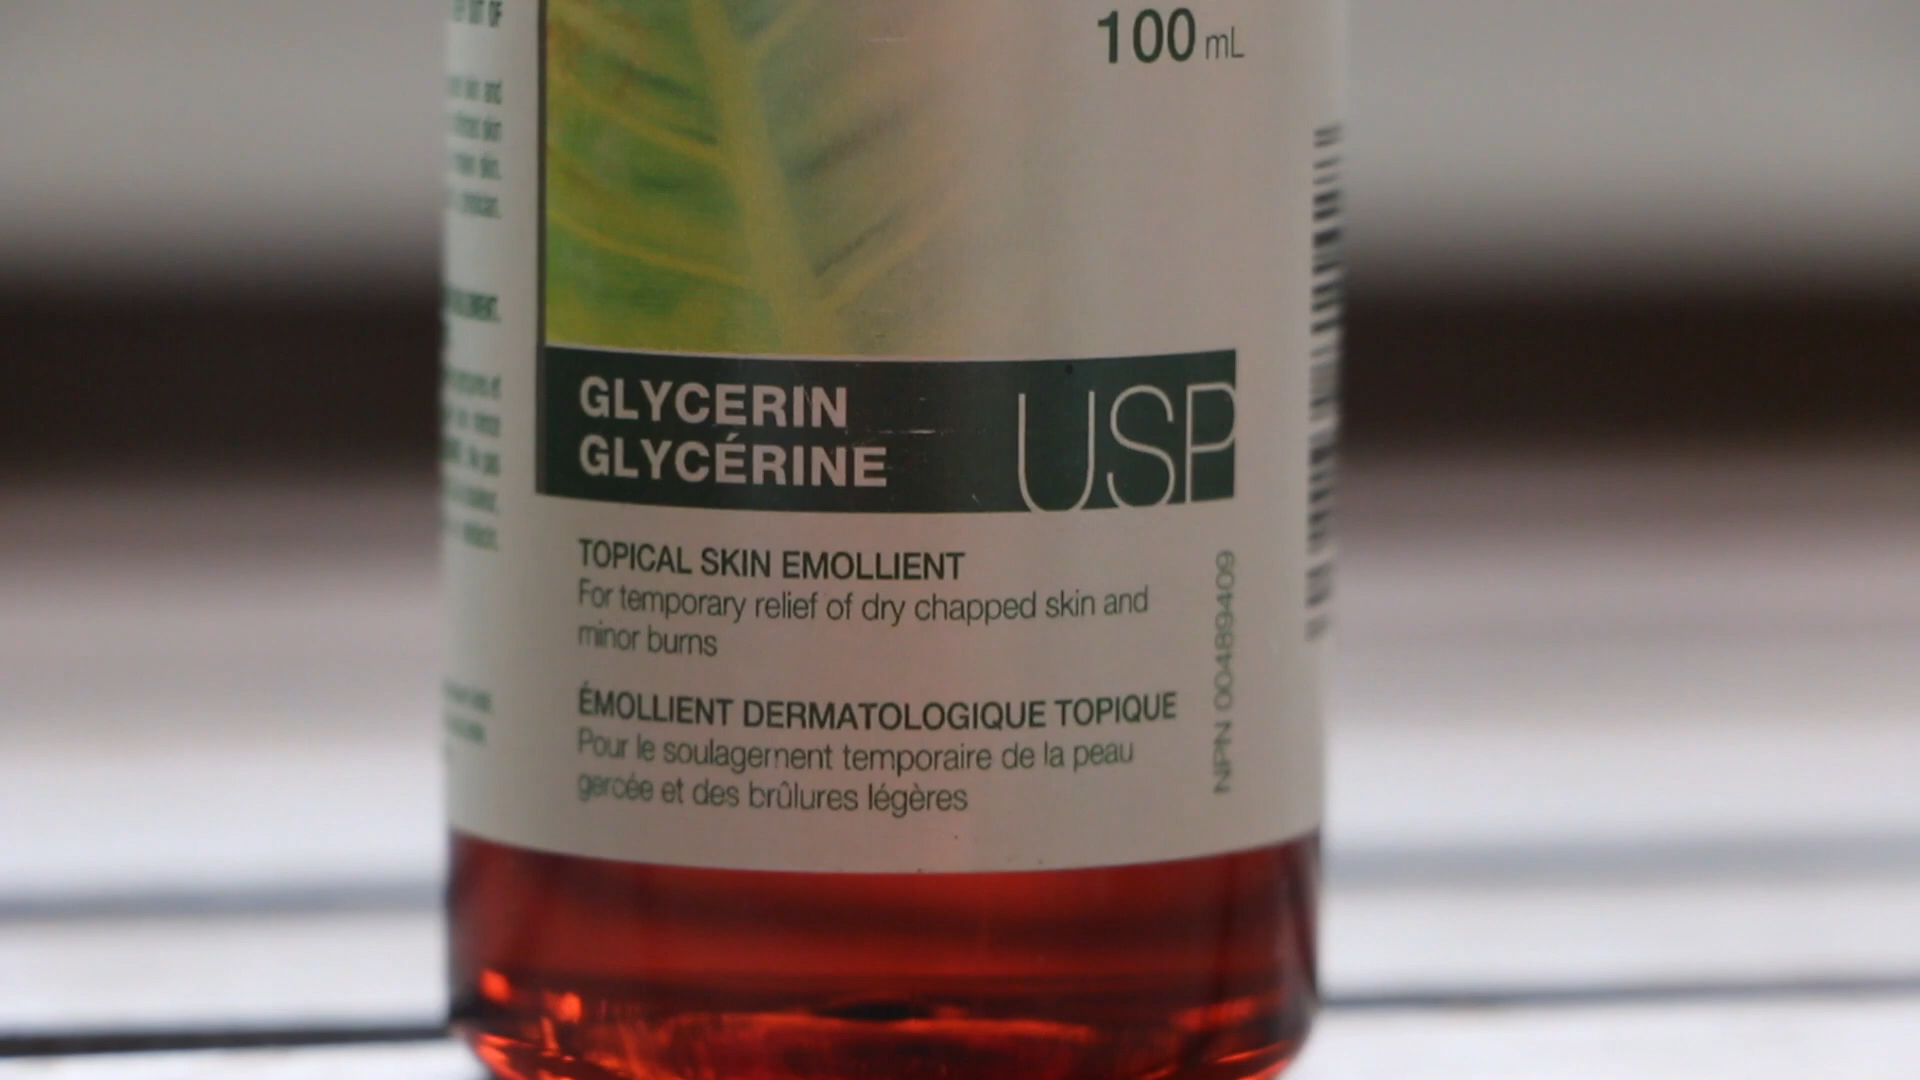 100 mL
GLYCERIN
GLYCÉRINE
USP
TOPICAL SKIN EMOLLIENT
For temporary relief of dry chapped skin and
minor burns
ÉMOLLIENT DERMATOLOGIQUE TOPIQUE
Pour le soulagement temporaire de la peau
gercée et des brûlures légères
NPN 00489409